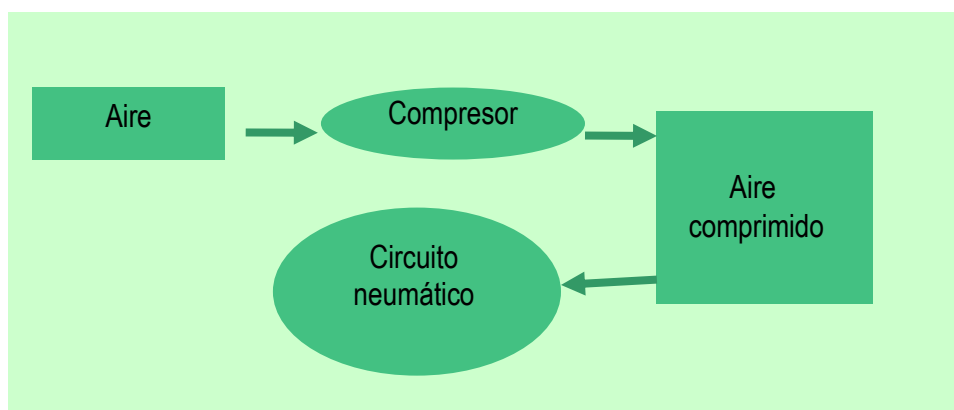 Aire
Compresor
Aire
comprimido
Circuito
neumático